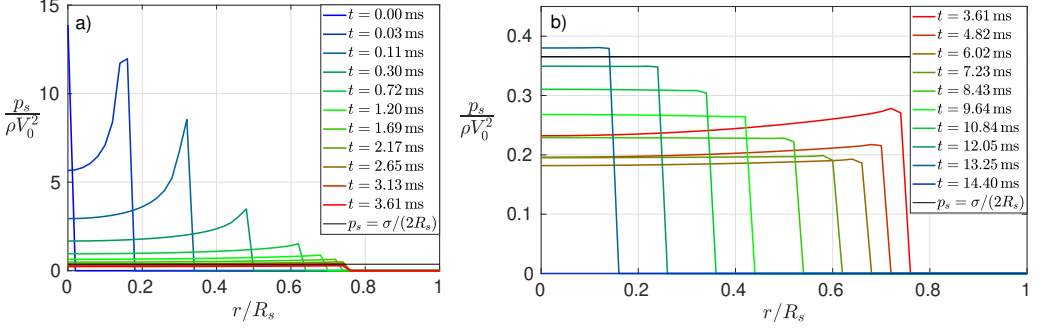 a)
15
10
5
0
p_s/ρV_0^2
0
0.2
0.4
0.6
0.8
1
r/R_s
t = 0.00 ms
t = 0.03 ms
t = 0.11 ms
t = 0.30 ms
t = 0.72 ms
t = 1.20 ms
t = 1.69 ms
t = 2.17 ms
t = 2.65 ms
t = 3.13 ms
t = 3.61 ms
p_s = σ/(2R_s)
b)
0.4
0.3
0.2
0.1
0
p_s/ρV_0^2
0
0.2
0.4
0.6
0.8
1
r/R_s
t = 3.61 ms
t = 4.82 ms
t = 6.02 ms
t = 7.23 ms
t = 8.43 ms
t = 9.64 ms
t = 10.84 ms
t = 12.05 ms
t = 13.25 ms
t = 14.40 ms
p_s = σ/(2R_s)